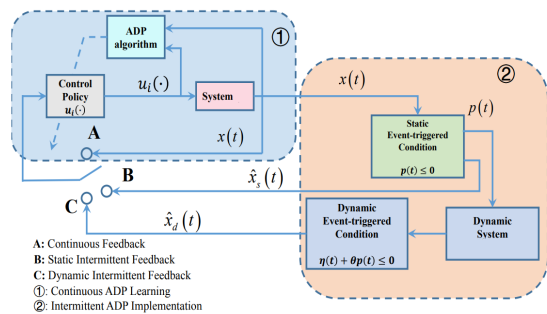 ADP
algorithm
①
Control
Policy
u_i(·)
u_i(·)
System
x(t)
②
A
x(t)
Static
Event-triggered
Condition
p(t) ≤ 0
p(t)
B
x̂_s(t)
C
x̂_d(t)
Dynamic
Event-triggered
Condition
η(t) + θp(t) ≤ 0
Dynamic
System
A: Continuous Feedback
B: Static Intermittent Feedback
C: Dynamic Intermittent Feedback
①: Continuous ADP Learning
②: Intermittent ADP Implementation